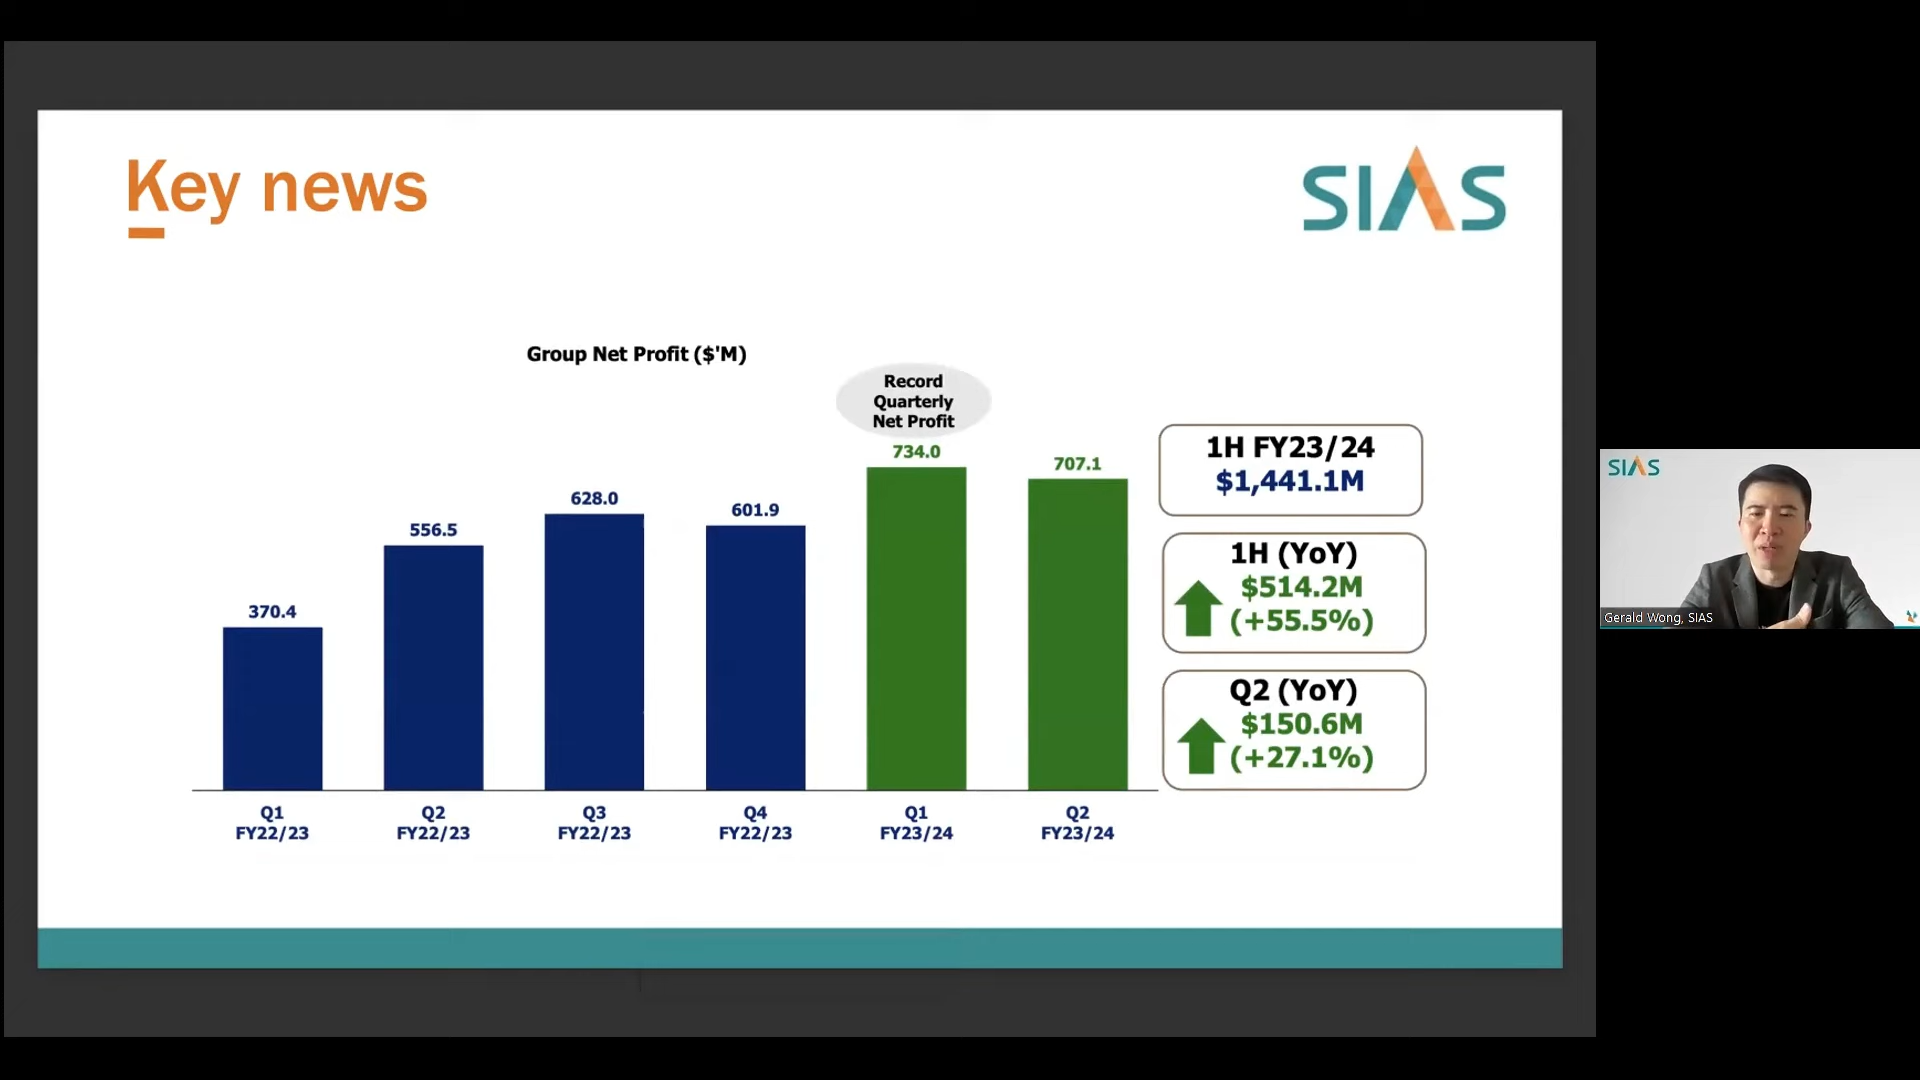 Key news
SIAS
Group Net Profit ($'M)
Record
Quarterly
Net Profit
370.4
556.5
628.0
601.9
734.0
707.1
Q1
FY22/23
Q2
FY22/23
Q3
FY22/23
Q4
FY22/23
Q1
FY23/24
Q2
FY23/24
1H FY23/24
$1,441.1M
1H (YoY)
$514.2M
(+55.5%)
Q2 (YoY)
$150.6M
(+27.1%)
SIAS
Gerald Wong, SIAS